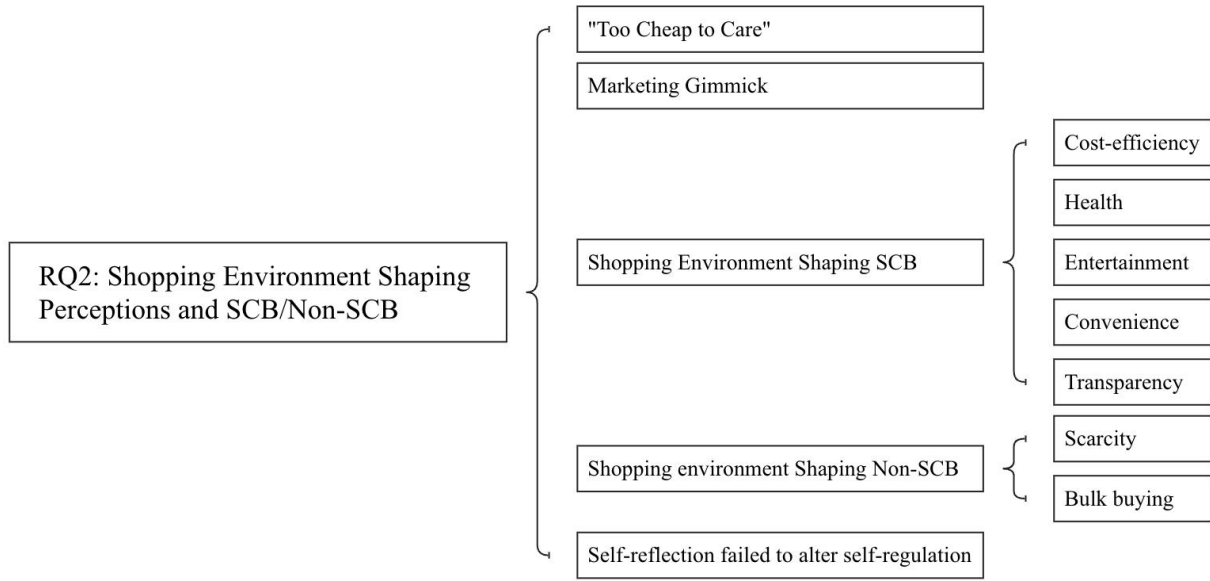 RQ2: Shopping Environment Shaping
Perceptions and SCB/Non-SCB
"Too Cheap to Care"
Marketing Gimmick
Shopping Environment Shaping SCB
Cost-efficiency
Health
Entertainment
Convenience
Transparency
Shopping environment Shaping Non-SCB
Scarcity
Bulk buying
Self-reflection failed to alter self-regulation